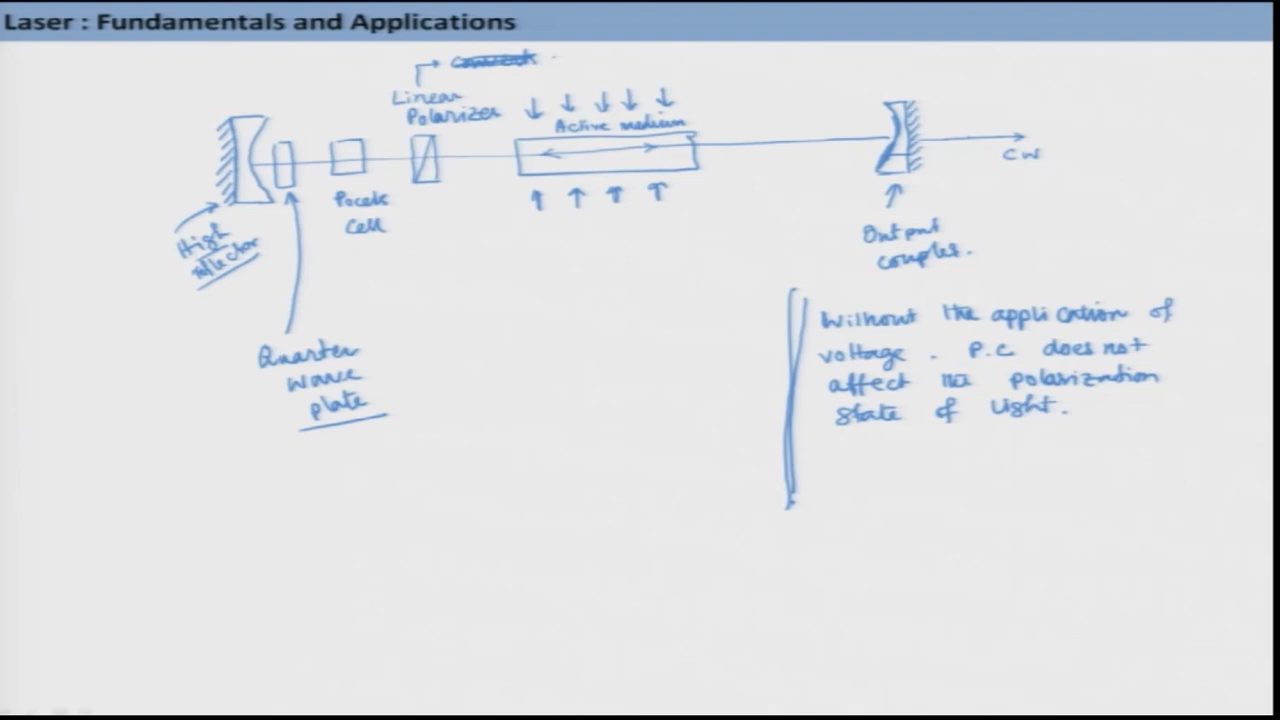 Laser : Fundamentals and Applications
Linear
Polarizer
Active medium
CW
Pocels
Cell
High
reflector
Output
coupler.
Quarter
wave
plate
Without the application of
voltage . P.C does not
affect the polarization
state of light.